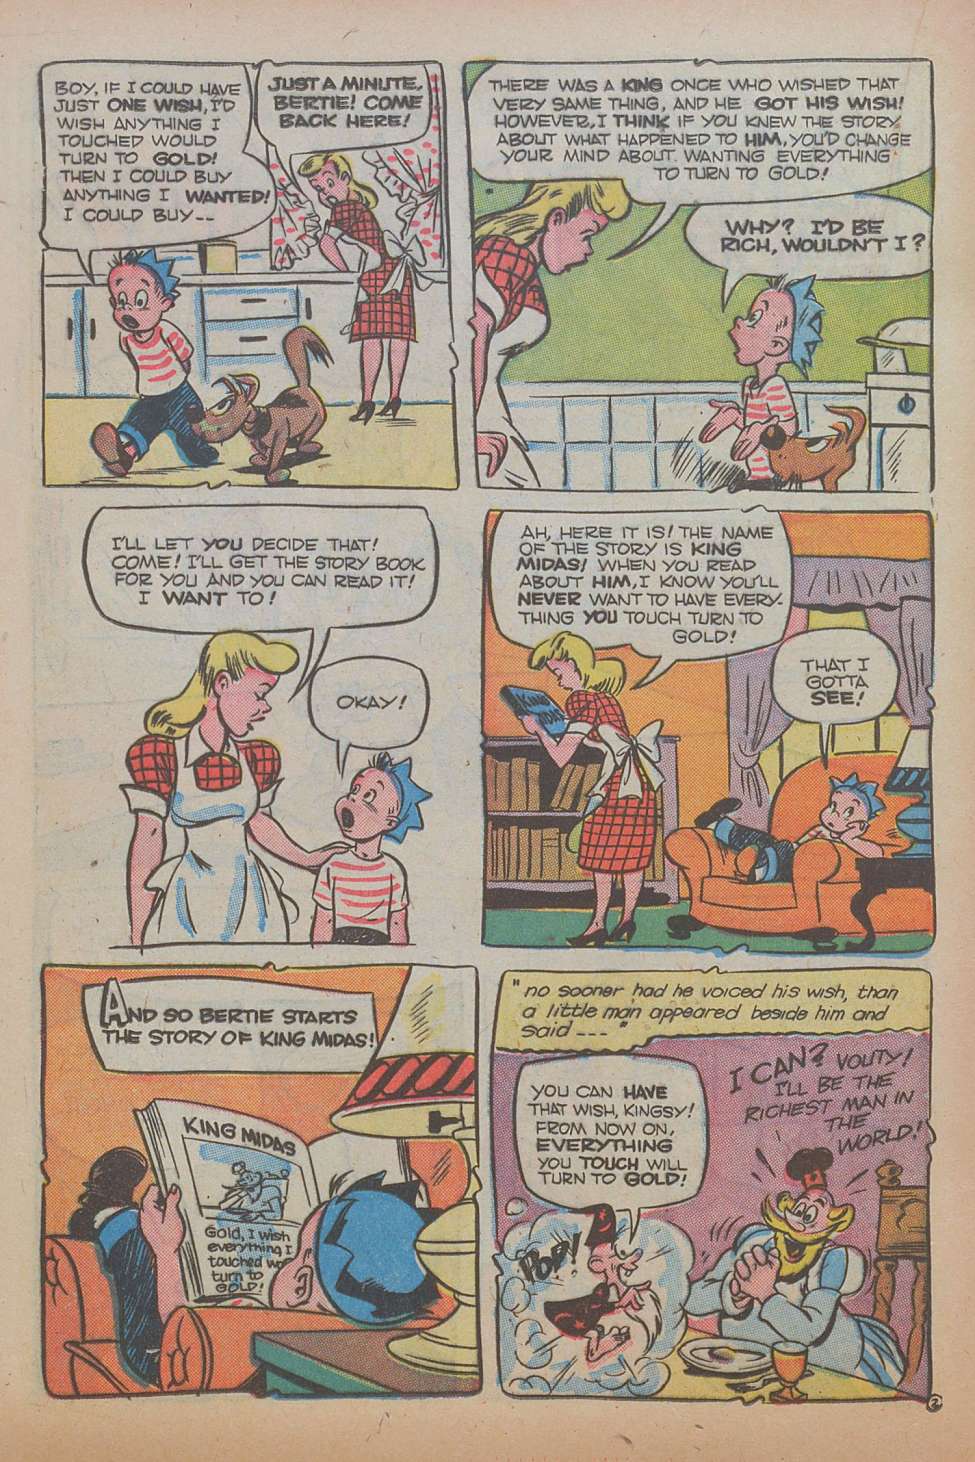 BOY, IF I COULD HAVE
JUST ONE WISH, I'D
WISH ANYTHING I
TOUCHED WOULD
TURN TO GOLD!
THEN I COULD BUY
ANYTHING I WANTED!
I COULD BUY--
JUST A MINUTE,
BERTIE! COME
BACK HERE!
THERE WAS A KING ONCE WHO WISHED THAT
VERY SAME THING, AND HE GOT HIS WISH!
HOWEVER, I THINK IF YOU KNEW THE STORY
ABOUT WHAT HAPPENED TO HIM, YOU'D CHANGE
YOUR MIND ABOUT WANTING EVERYTHING
TO TURN TO GOLD!
WHY? I'D BE
RICH, WOULDN'T I?
I'LL LET YOU DECIDE THAT!
COME! I'LL GET THE STORY BOOK
FOR YOU AND YOU CAN READ IT!
I WANT TO!
OKAY!
AH, HERE IT IS! THE NAME
OF THE STORY IS KING
MIDAS! WHEN YOU READ
ABOUT HIM, I KNOW YOU'LL
NEVER WANT TO HAVE EVERY-
THING YOU TOUCH TURN TO
GOLD!
THAT I
GOTTA
SEE!
KING
MIDAS
AND SO BERTIE STARTS
THE STORY OF KING MIDAS!
KING MIDAS
Gold, I wish
everything I
touched wo
turn to
GOLD!
"no sooner had he voiced his wish, than
a little man appeared beside him and
said ---"
YOU CAN HAVE
THAT WISH, KINGSY!
FROM NOW ON,
EVERYTHING
YOU TOUCH WILL
TURN TO GOLD!
I CAN? VOUTY!
I'LL BE THE
RICHEST MAN IN
THE
WORLD!
POP!
2